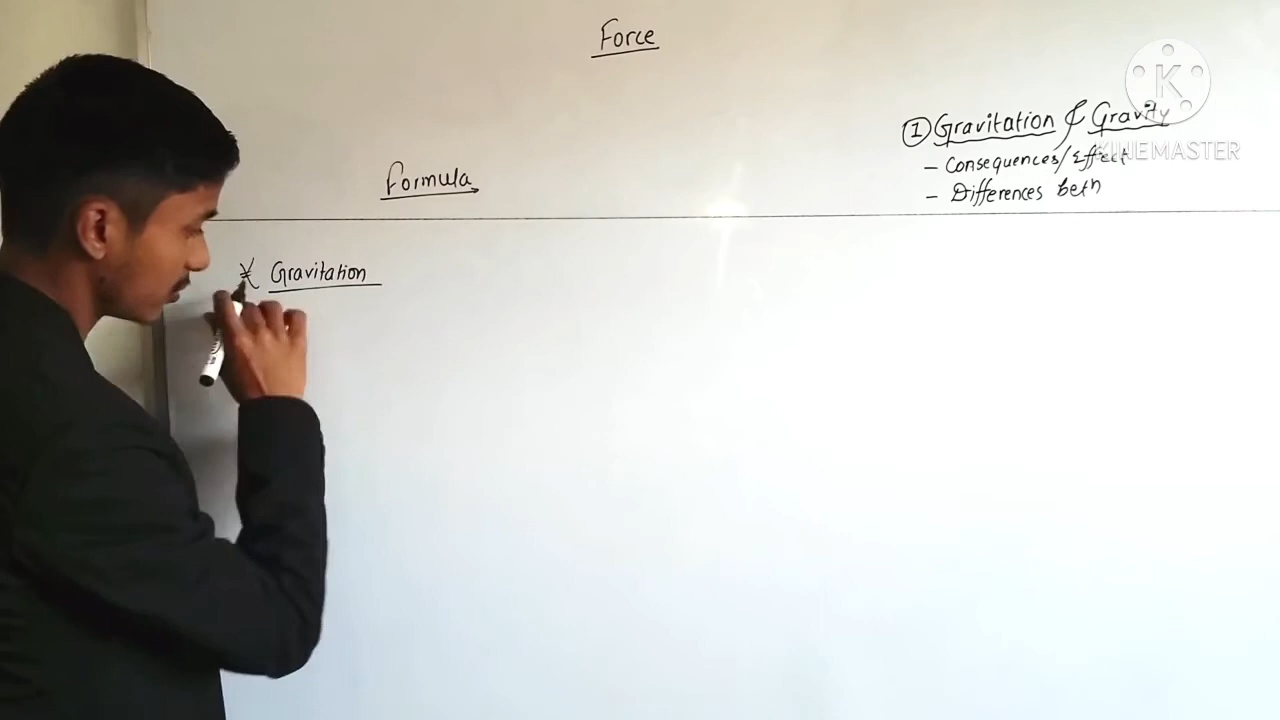 Force
① Gravitation & Gravity
- Consequences/Effect
- Differences betn
Formula
* Gravitation
K
KINEMASTER